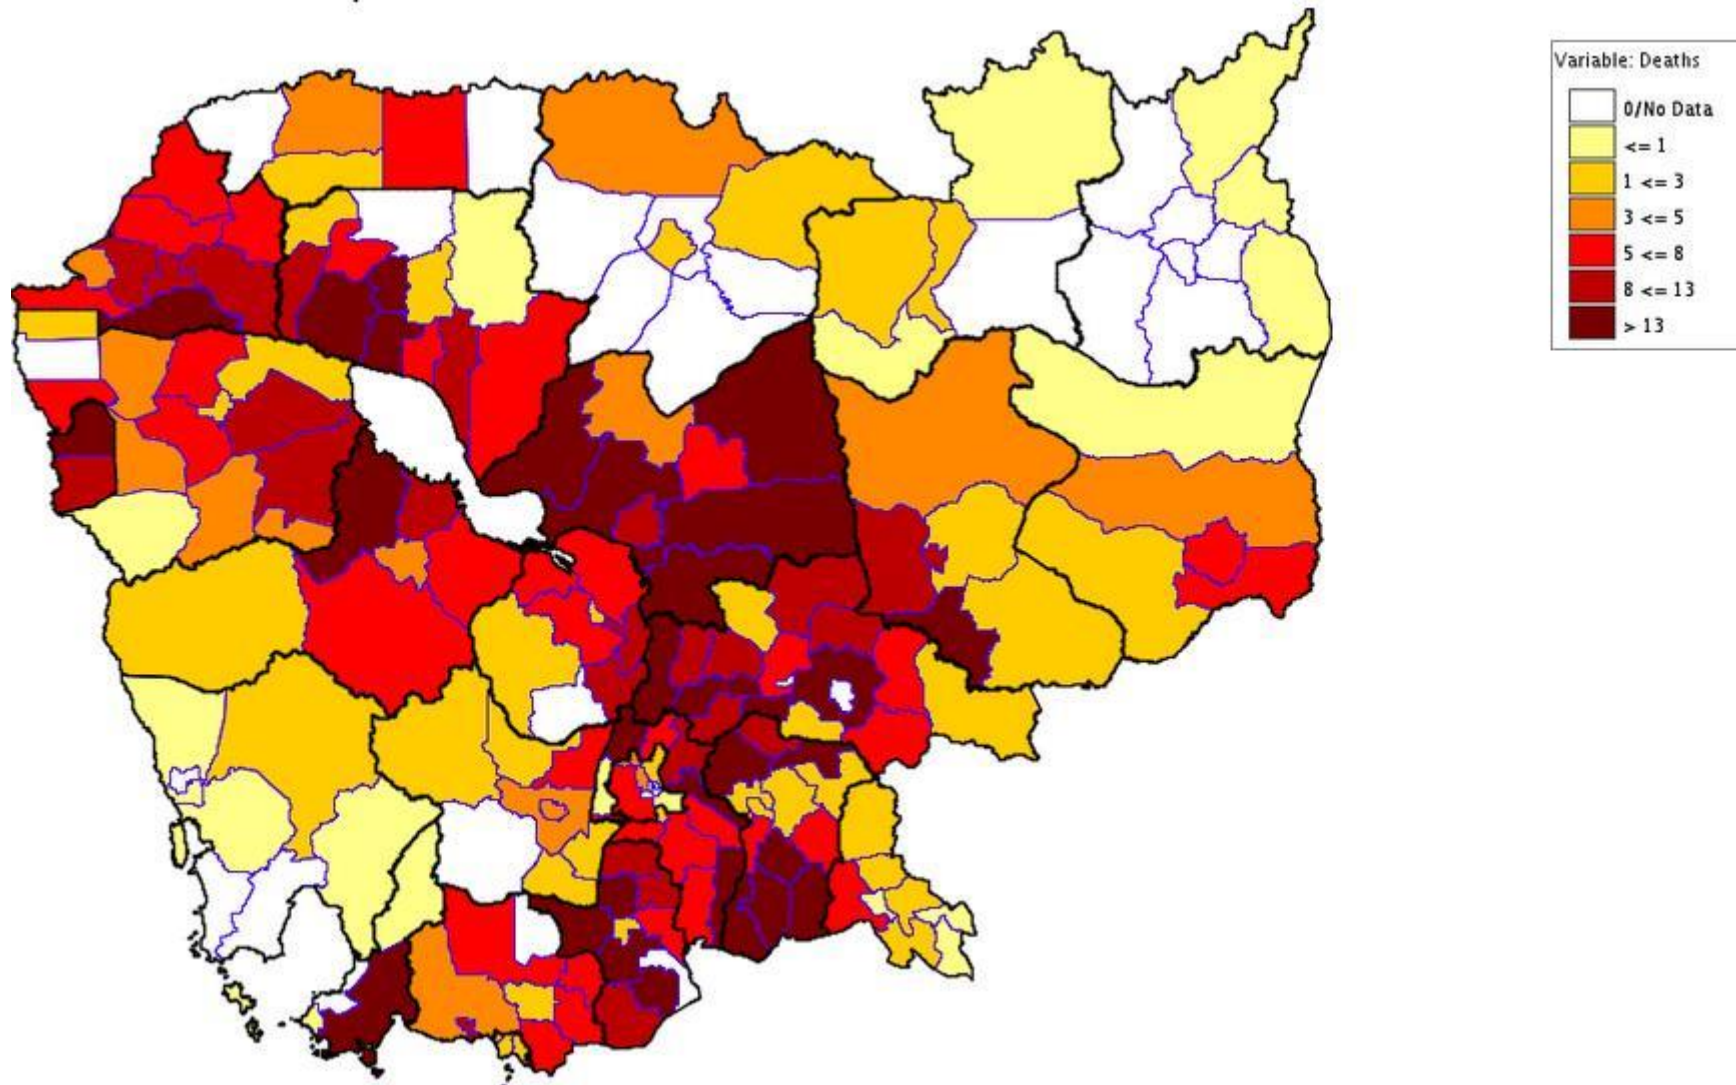 Variable: Deaths
0/No Data
<= 1
1 <= 3
3 <= 5
5 <= 8
8 <= 13
> 13